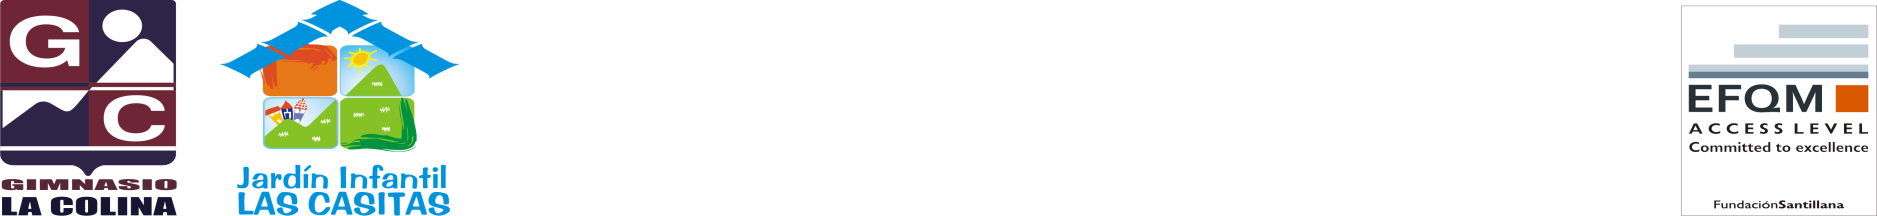 G
C
GIMNASIO
LA COLINA
Jardín Infantil
LAS CASITAS
EFQM
ACCESS LEVEL
Committed to excellence
FundaciónSantillana